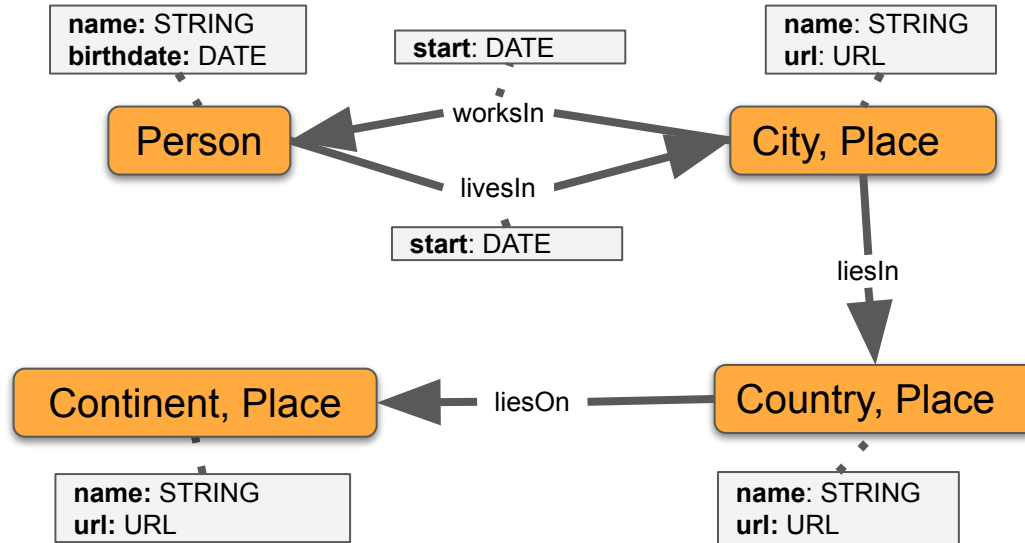 name: STRING
birthdate: DATE
start: DATE
name: STRING
url: URL
Person
worksIn
City, Place
livesIn
start: DATE
liesIn
Continent, Place
liesOn
Country, Place
name: STRING
url: URL
name: STRING
url: URL